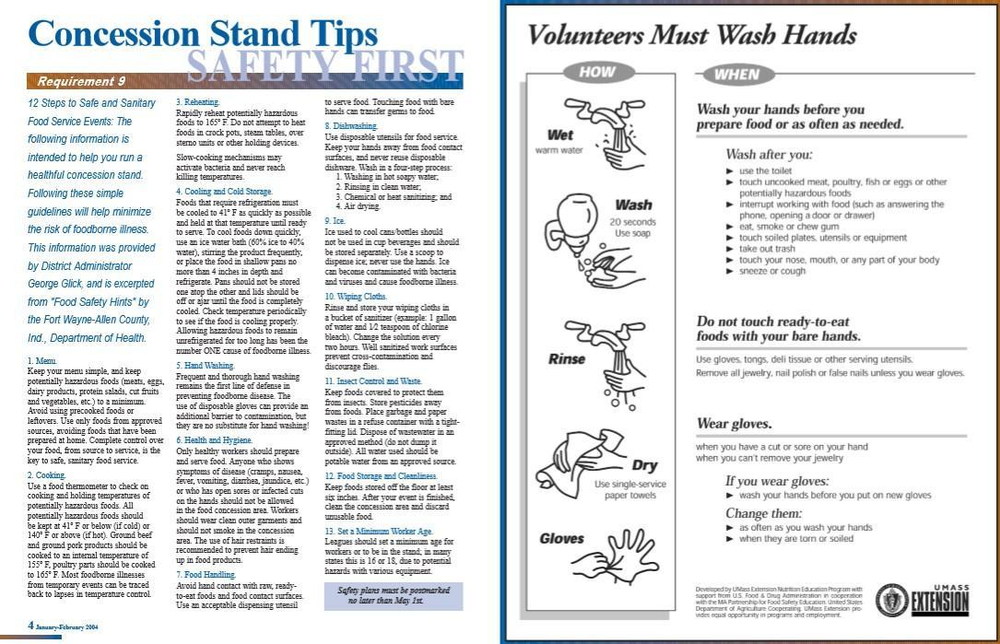 Concession Stand Tips
SAFETY FIRST
Requirement 9
12 Steps to Safe and Sanitary
Food Service Events: The
following information is
intended to help you run a
healthful concession stand.
Following these simple
guidelines will help minimize
the risk of foodborne illness.
This information was provided
by District Administrator
George Glick, and is excerpted
from "Food Safety Hints" by
the Fort Wayne-Allen County,
Ind., Department of Health.
1. Menu.
Keep your menu simple, and keep
potentially hazardous foods (meats, eggs,
dairy products, protein salads, cut fruits
and vegetables, etc.) to a minimum.
Avoid using precooked foods or
leftovers. Use only foods from approved
sources, avoiding foods that have been
prepared at home. Complete control over
your food, from source to service, is the
key to safe, sanitary food service.
2. Cooking.
Use a food thermometer to check on
cooking and holding temperatures of
potentially hazardous foods. All
potentially hazardous foods should
be kept at 41° F or below (if cold) or
140° F or above (if hot). Ground beef
and ground pork products should be
cooked to an internal temperature of
155° F, poultry parts should be cooked
to 165° F. Most foodborne illnesses
from temporary events can be traced
back to lapses in temperature control.
3. Reheating.
Rapidly reheat potentially hazardous
foods to 165° F. Do not attempt to heat
foods in crock pots, steam tables, over
sterno units or other holding devices.
Slow-cooking mechanisms may
activate bacteria and never reach
killing temperatures.
4. Cooling and Cold Storage.
Foods that require refrigeration must
be cooled to 41° F as quickly as possible
and held at that temperature until ready
to serve. To cool foods down quickly,
use an ice water bath (60% ice to 40%
water), stirring the product frequently,
or place the food in shallow pans no
more than 4 inches in depth and
refrigerate. Pans should not be stored
one atop the other and lids should be
off or ajar until the food is completely
cooled. Check temperature periodically
to see if the food is cooling properly.
Allowing hazardous foods to remain
unrefrigerated for too long has been the
number ONE cause of foodborne illness.
5. Hand Washing.
Frequent and thorough hand washing
remains the first line of defense in
preventing foodborne disease. The
use of disposable gloves can provide an
additional barrier to contamination, but
they are no substitute for hand washing!
6. Health and Hygiene.
Only healthy workers should prepare
and serve food. Anyone who shows
symptoms of disease (cramps, nausea,
fever, vomiting, diarrhea, jaundice, etc.)
or who has open sores or infected cuts
on the hands should not be allowed
in the food concession area. Workers
should wear clean outer garments and
should not smoke in the concession
area. The use of hair restraints is
recommended to prevent hair ending
up in food products.
7. Food Handling.
Avoid hand contact with raw, ready-
to-eat foods and food contact surfaces.
Use an acceptable dispensing utensil
to serve food. Touching food with bare
hands can transfer germs to food.
8. Dishwashing.
Use disposable utensils for food service.
Keep your hands away from food contact
surfaces, and never reuse disposable
dishware. Wash in a four-step process:
1. Washing in hot soapy water;
2. Rinsing in clean water;
3. Chemical or heat sanitizing; and
4. Air drying.
9. Ice.
Ice used to cool cans/bottles should
not be used in cup beverages and should
be stored separately. Use a scoop to
dispense ice; never use the hands. Ice
can become contaminated with bacteria
and viruses and cause foodborne illness.
10. Wiping Cloths.
Rinse and store your wiping cloths in
a bucket of sanitizer (example: 1 gallon
of water and 1/2 teaspoon of chlorine
bleach). Change the solution every
two hours. Well sanitized work surfaces
prevent cross-contamination and
discourage flies.
11. Insect Control and Waste.
Keep foods covered to protect them
from insects. Store pesticides away
from foods. Place garbage and paper
wastes in a refuse container with a tight-
fitting lid. Dispose of wastewater in an
approved method (do not dump it
outside). All water used should be
potable water from an approved source.
12. Food Storage and Cleanliness.
Keep foods stored off the floor at least
six inches. After your event is finished,
clean the concession area and discard
unusable food.
13. Set a Minimum Worker Age.
Leagues should set a minimum age for
workers or to be in the stand; in many
states this is 16 or 18, due to potential
hazards with various equipment.
Safety plans must be postmarked
no later than May 1st.
4 January-February 2004
Volunteers Must Wash Hands
HOW
Wet
warm water
Wash
20 seconds
Use soap
Rinse
Dry
Use single-service
paper towels
Gloves
WHEN
Wash your hands before you
prepare food or as often as needed.
Wash after you:
► use the toilet
► touch uncooked meat, poultry, fish or eggs or other
potentially hazardous foods
► interrupt working with food (such as answering the
phone, opening a door or drawer)
► eat, smoke or chew gum
► touch soiled plates, utensils or equipment
► take out trash
► touch your nose, mouth, or any part of your body
► sneeze or cough
Do not touch ready-to-eat
foods with your bare hands.
Use gloves, tongs, deli tissue or other serving utensils.
Remove all jewelry, nail polish or false nails unless you wear gloves.
Wear gloves.
when you have a cut or sore on your hand
when you can't remove your jewelry
If you wear gloves:
► wash your hands before you put on new gloves
Change them:
► as often as you wash your hands
► when they are torn or soiled
Developed by UMass Extension Nutrition Education Program with
support from U.S. Food & Drug Administration in cooperation
with the MA Partnership for Food Safety Education. United States
Department of Agriculture Cooperating. UMass Extension pro-
vides equal opportunity in programs and employment.
UMASS
EXTENSION